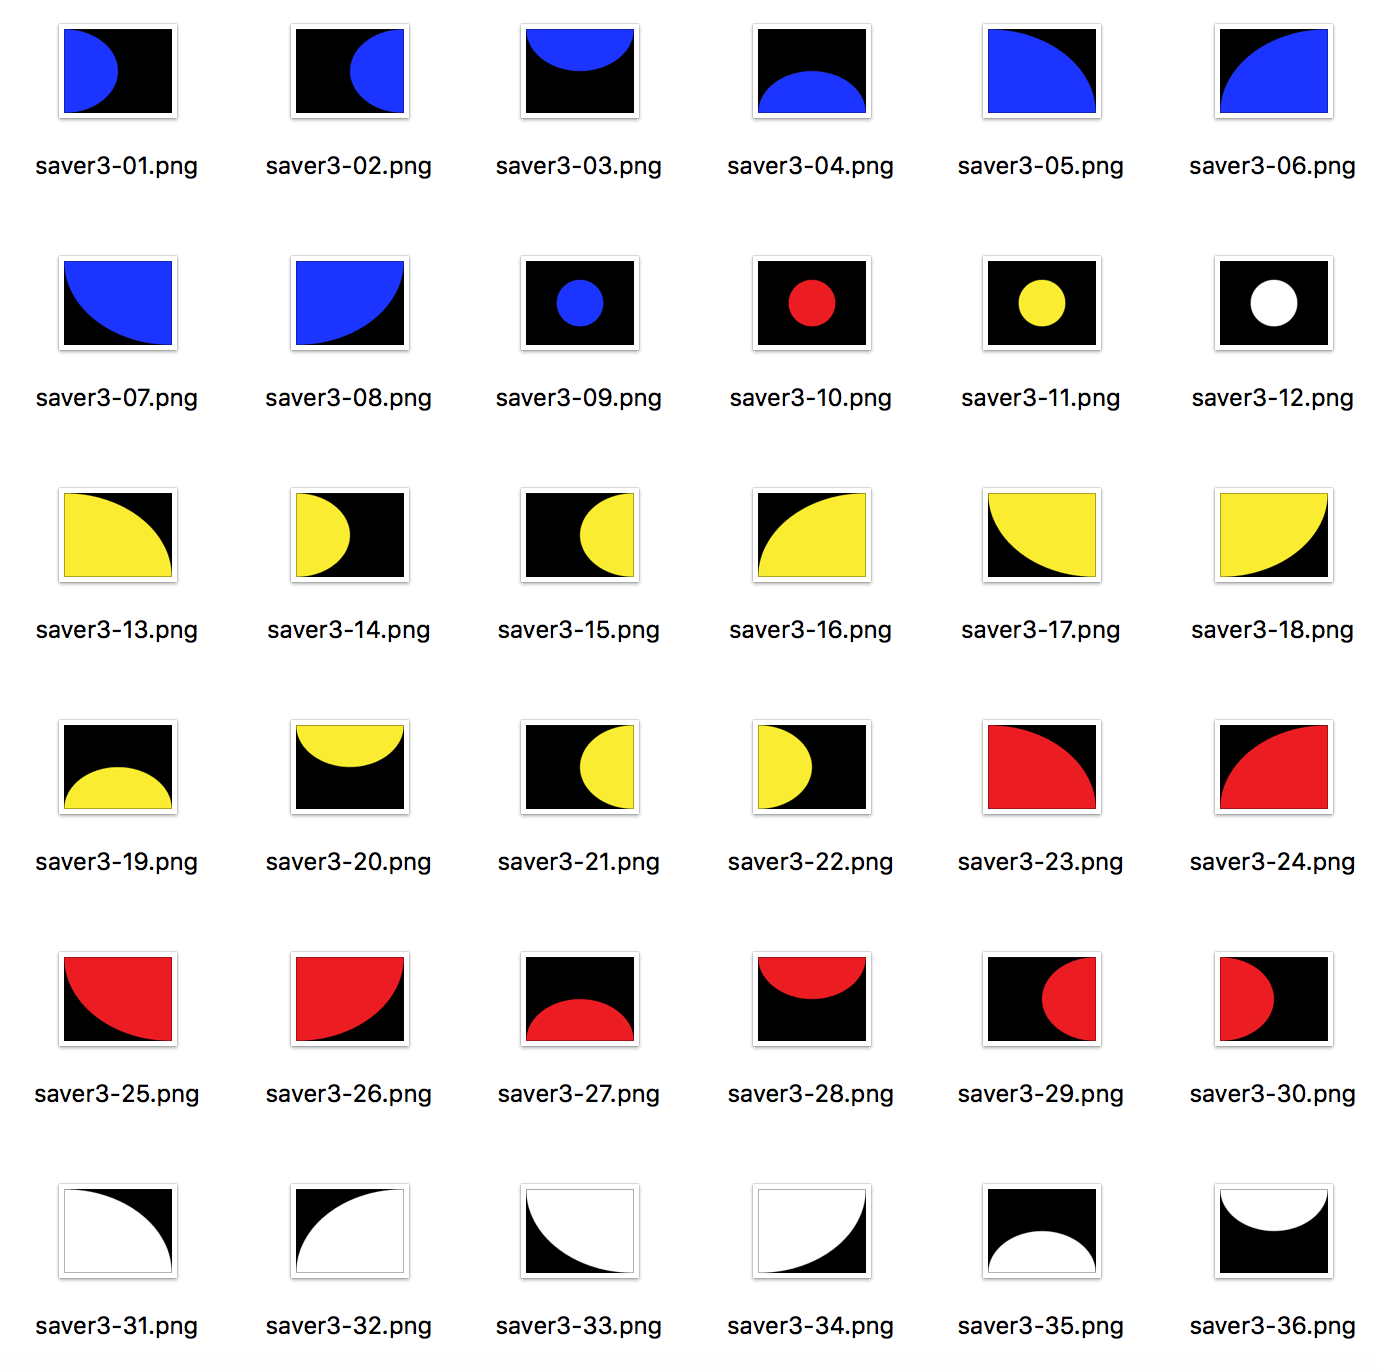 saver3-01.png saver3-02.png saver3-03.png saver3-04.png saver3-05.png saver3-06.png
saver3-07.png saver3-08.png saver3-09.png saver3-10.png saver3-11.png saver3-12.png
saver3-13.png saver3-14.png saver3-15.png saver3-16.png saver3-17.png saver3-18.png
saver3-19.png saver3-20.png saver3-21.png saver3-22.png saver3-23.png saver3-24.png
saver3-25.png saver3-26.png saver3-27.png saver3-28.png saver3-29.png saver3-30.png
saver3-31.png saver3-32.png saver3-33.png saver3-34.png saver3-35.png saver3-36.png